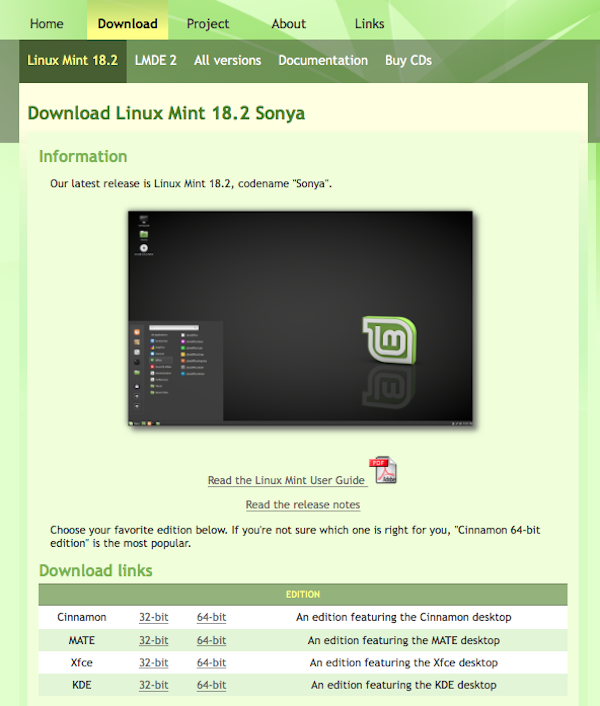 Home Download Project About Links
Linux Mint 18.2 LMDE 2 All versions Documentation Buy CDs
Download Linux Mint 18.2 Sonya
Information
Our latest release is Linux Mint 18.2, codename "Sonya".
Read the Linux Mint User Guide
PDF
Adobe
Read the release notes
Choose your favorite edition below. If you're not sure which one is right for you, "Cinnamon 64-bit
edition" is the most popular.
Download links
EDITION
Cinnamon 32-bit 64-bit An edition featuring the Cinnamon desktop
MATE 32-bit 64-bit An edition featuring the MATE desktop
Xfce 32-bit 64-bit An edition featuring the Xfce desktop
KDE 32-bit 64-bit An edition featuring the KDE desktop